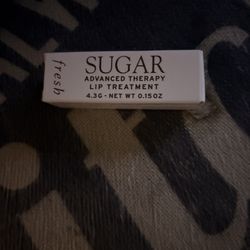 fresh
SUGAR
ADVANCED THERAPY
LIP TREATMENT
4.3G - NET WT 0.15OZ